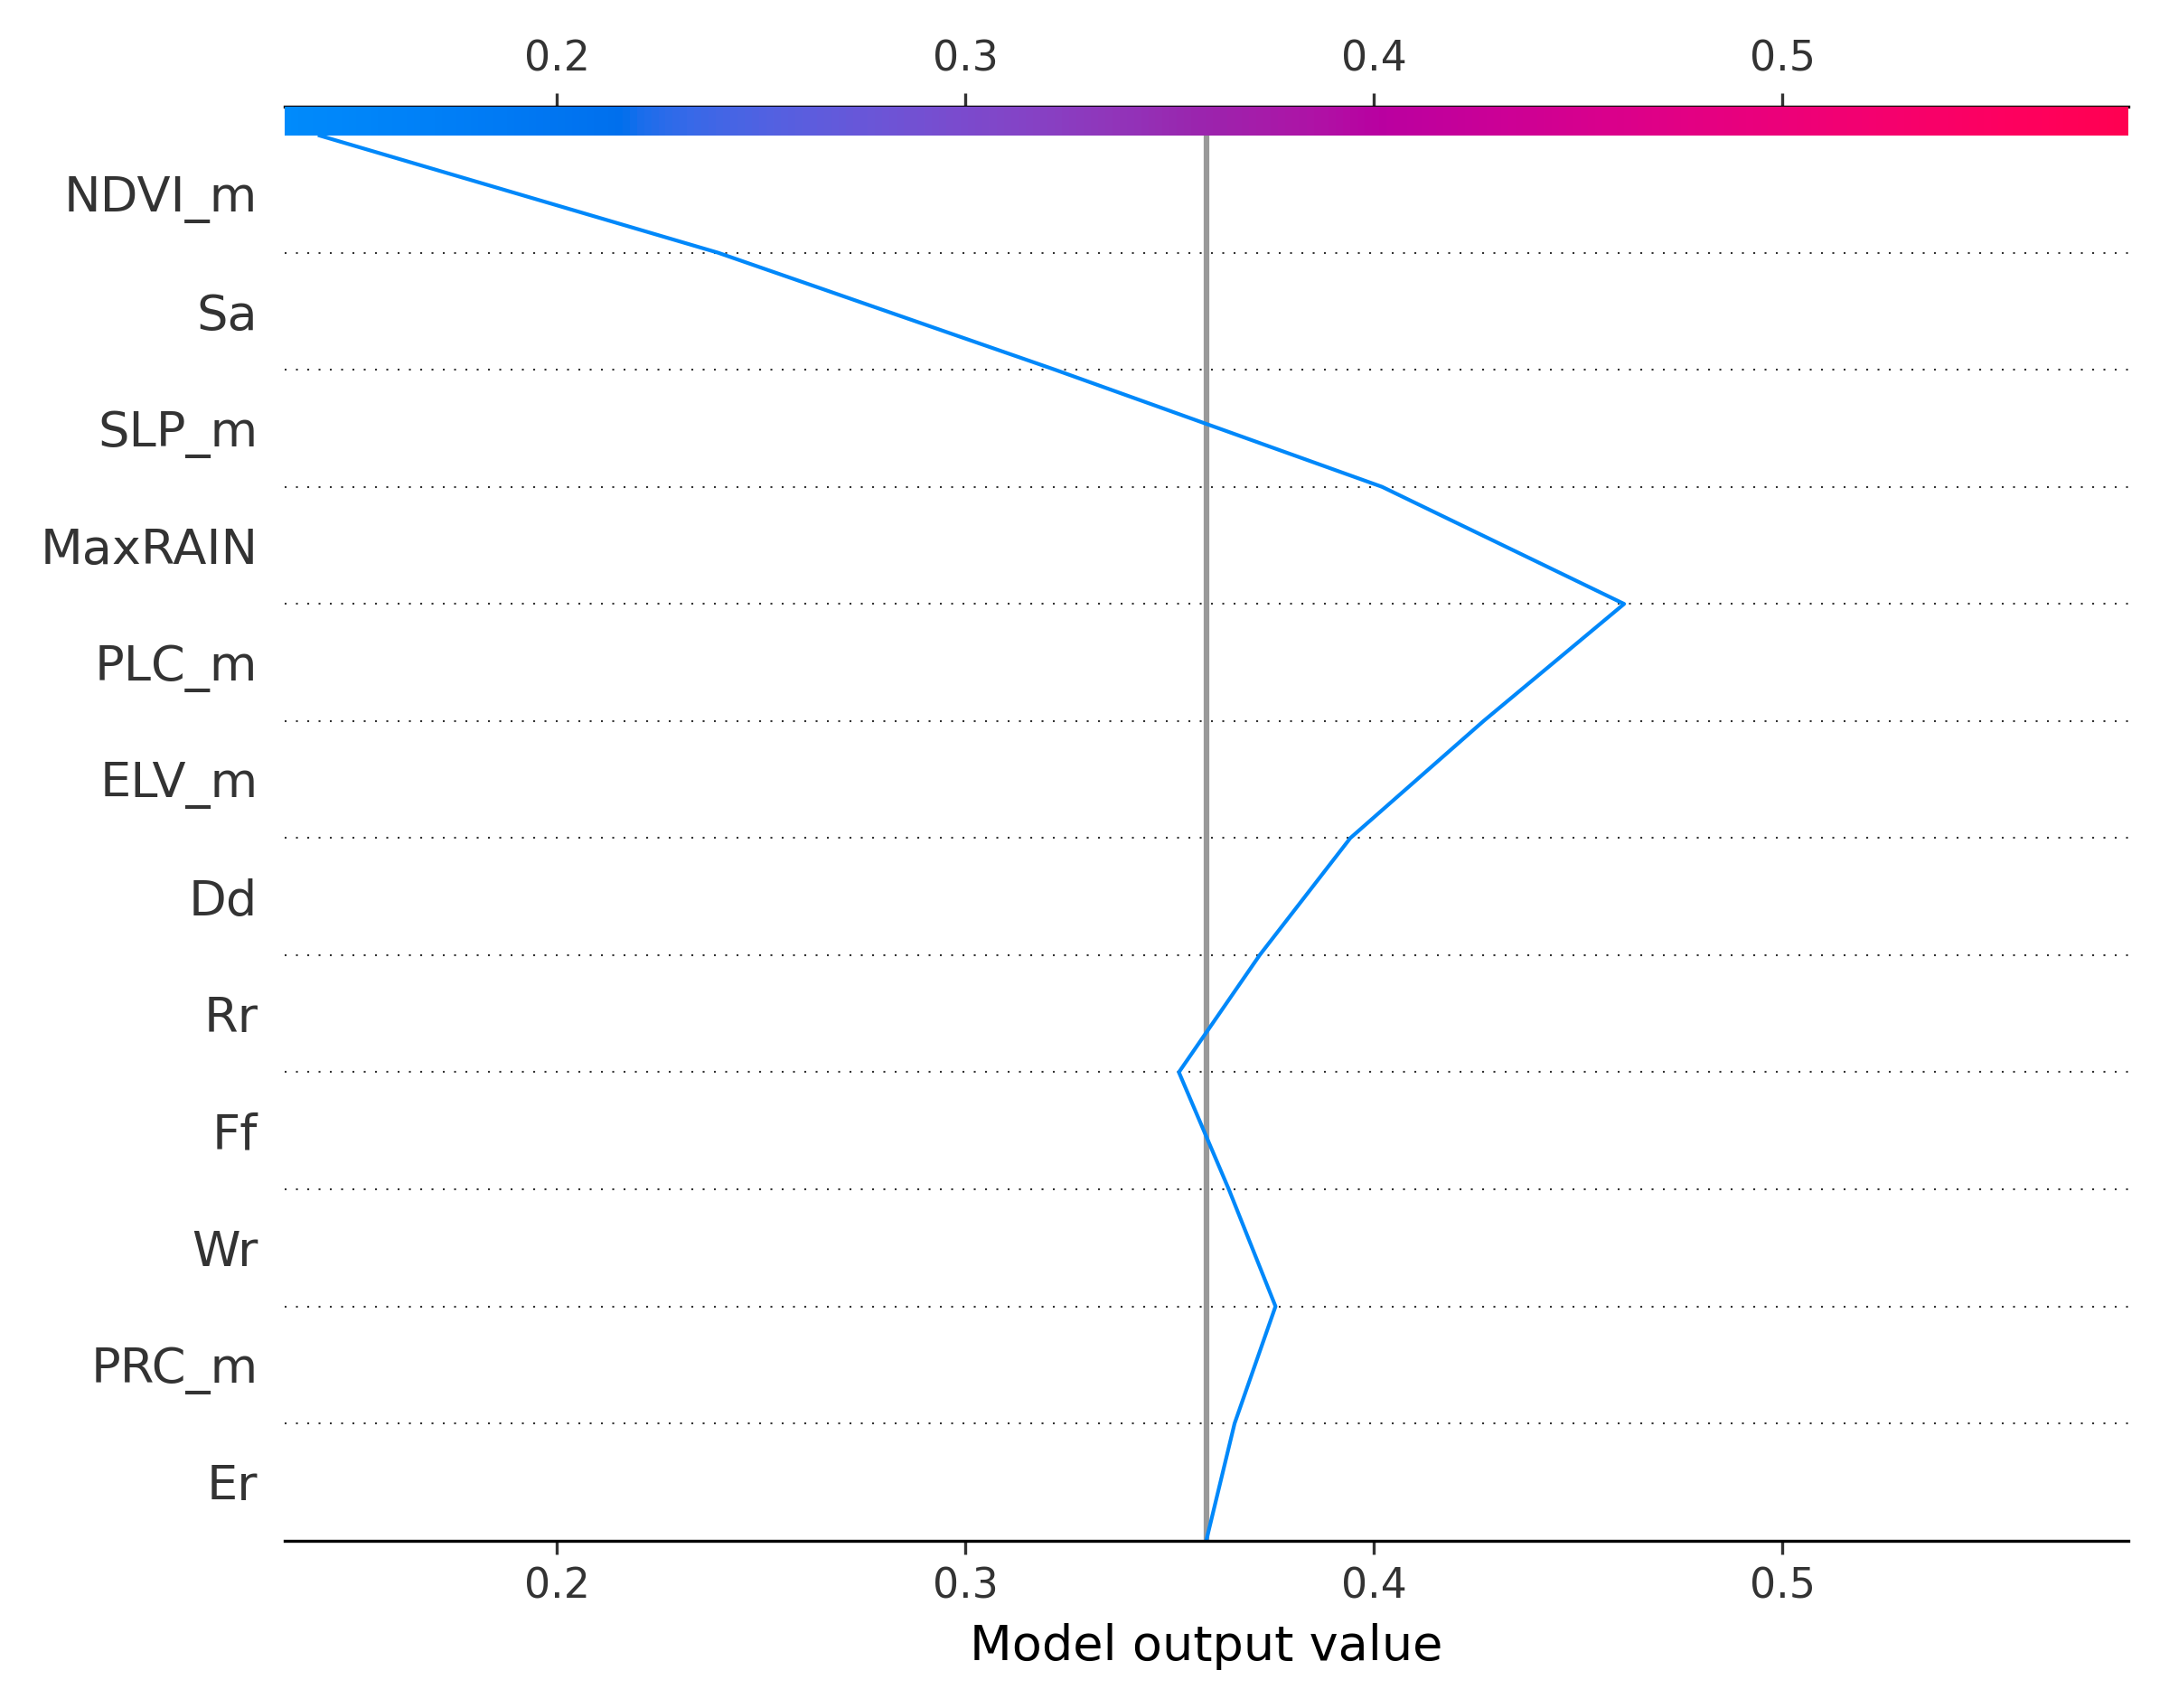 0.2 0.3 0.4 0.5
NDVI_m
Sa
SLP_m
MaxRAIN
PLC_m
ELV_m
Dd
Rr
Ff
Wr
PRC_m
Er
0.2 0.3 0.4 0.5
Model output value